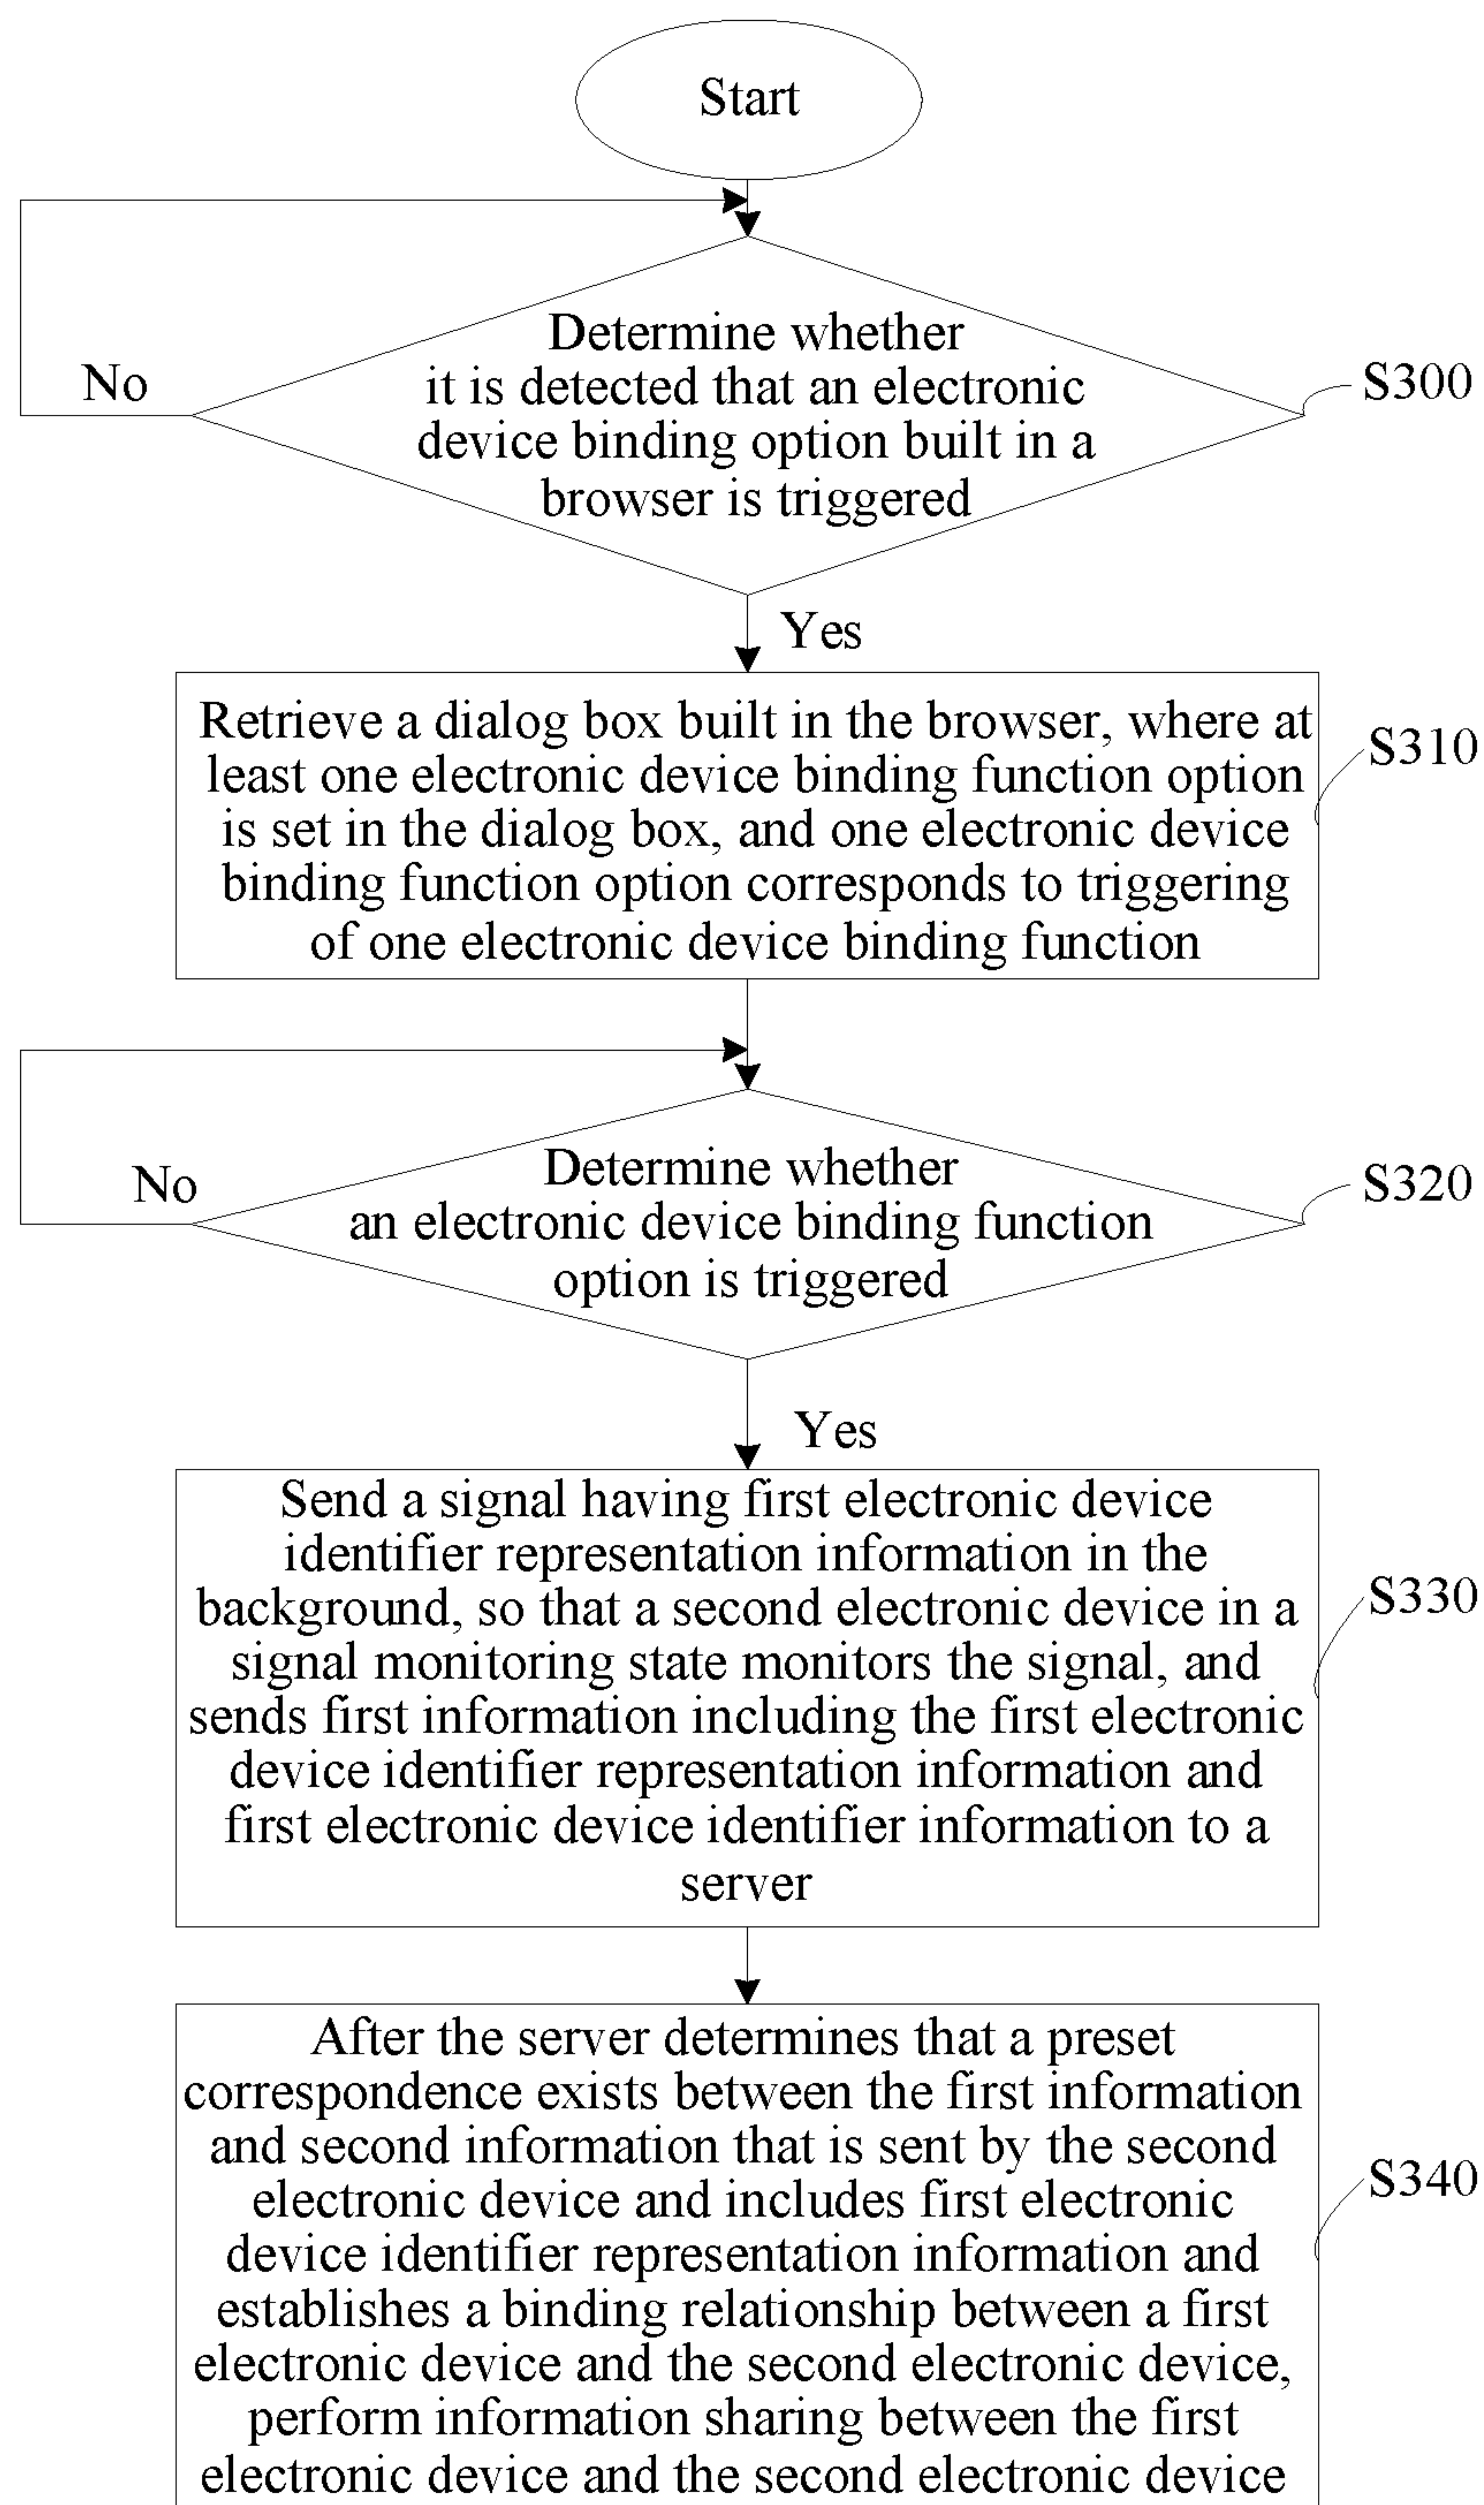 Start
Determine whether
it is detected that an electronic
device binding option built in a
browser is triggered
No
S300
Yes
Retrieve a dialog box built in the browser, where at
least one electronic device binding function option
is set in the dialog box, and one electronic device
binding function option corresponds to triggering
of one electronic device binding function
S310
Determine whether
an electronic device binding function
option is triggered
No
S320
Yes
Send a signal having first electronic device
identifier representation information in the
background, so that a second electronic device in a
signal monitoring state monitors the signal, and
sends first information including the first electronic
device identifier representation information and
first electronic device identifier information to a
server
S330
After the server determines that a preset
correspondence exists between the first information
and second information that is sent by the second
electronic device and includes first electronic
device identifier representation information and
establishes a binding relationship between a first
electronic device and the second electronic device,
perform information sharing between the first
electronic device and the second electronic device
S340